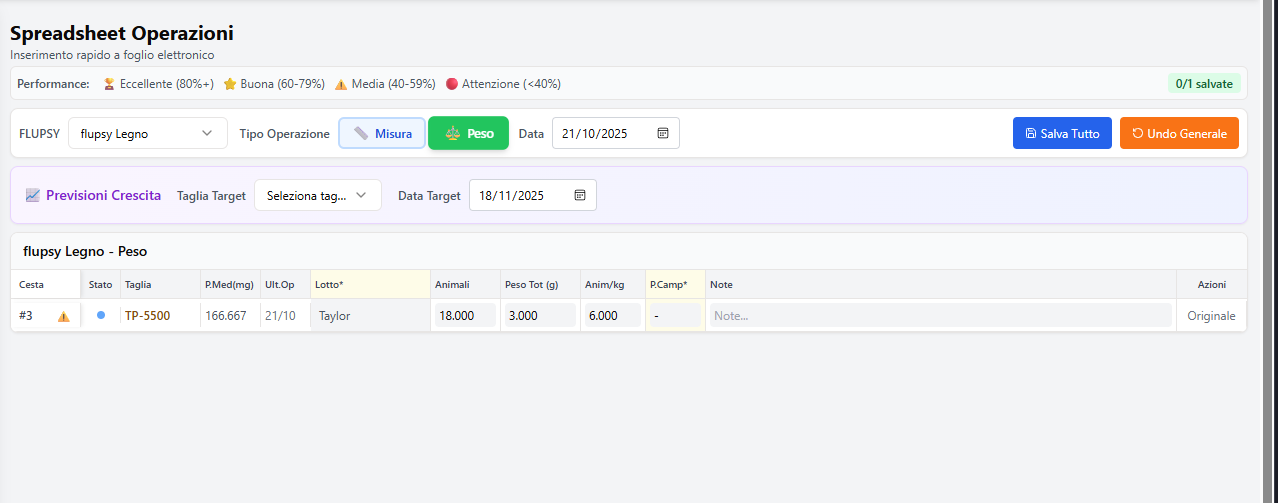 Spreadsheet Operazioni
Inserimento rapido a foglio elettronico
Performance: Eccellente (80%+) Buona (60-79%) Media (40-59%) Attenzione (<40%) 0/1 salvate
FLUPSY flupsy Legno Tipo Operazione Misura Peso Data 21/10/2025 Salva Tutto Undo Generale
Previsioni Crescita Taglia Target Seleziona tag... Data Target 18/11/2025
flupsy Legno - Peso
Cesta Stato Taglia P.Med(mg) Ult.Op Lotto* Animali Peso Tot (g) Anim/kg P.Camp* Note Azioni
#3 TP-5500 166.667 21/10 Taylor 18.000 3.000 6.000 - Note... Originale